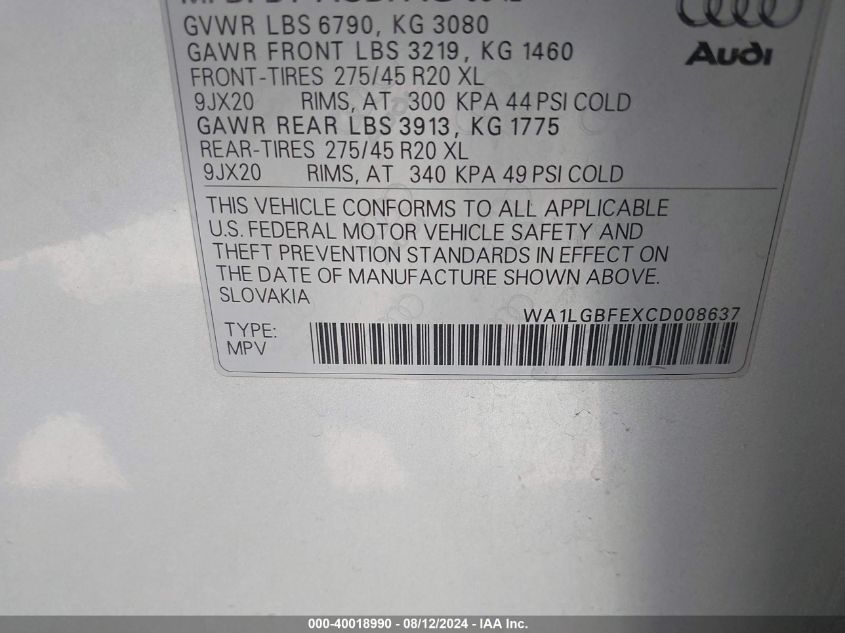 MFD. BY AUDI AG
GVWR LBS 6790, KG 3080
GAWR FRONT LBS 3219, KG 1460
FRONT-TIRES 275/45 R20 XL
9JX20 RIMS, AT 300 KPA 44 PSI COLD
GAWR REAR LBS 3913, KG 1775
REAR-TIRES 275/45 R20 XL
9JX20 RIMS, AT 340 KPA 49 PSI COLD
Audi
THIS VEHICLE CONFORMS TO ALL APPLICABLE
U.S. FEDERAL MOTOR VEHICLE SAFETY AND
THEFT PREVENTION STANDARDS IN EFFECT ON
THE DATE OF MANUFACTURE SHOWN ABOVE.
SLOVAKIA
WA1LGBFEXCD008637
TYPE:
MPV
000-40018990 - 08/12/2024 - IAA Inc.